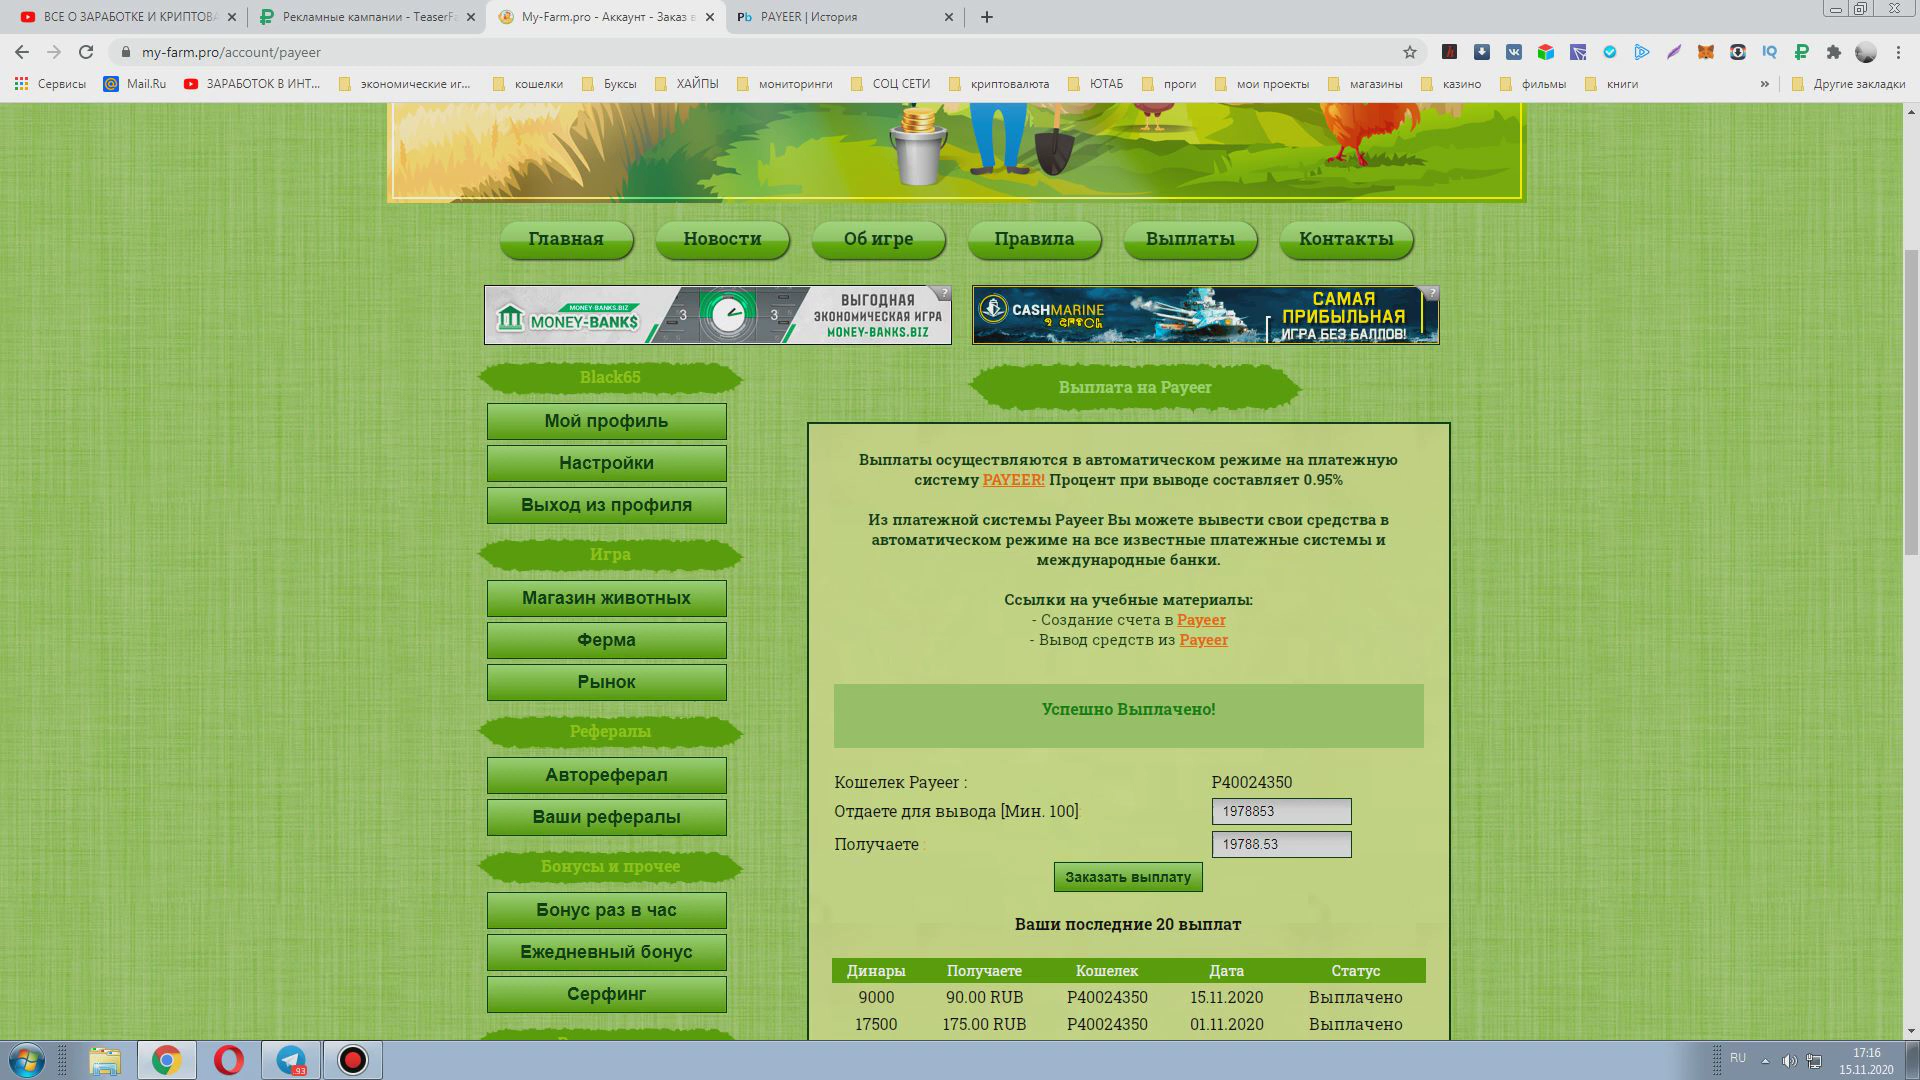 ВСЕ О ЗАРАБОТКЕ И КРИПТОВА
Рекламные кампании - TeaserFa
My-Farm.pro - Аккаунт - Заказ в
PAYEER | История
my-farm.pro/account/payeer
Сервисы
Mail.Ru
ЗАРАБОТОК В ИНТ...
экономические иг...
кошелки
Буксы
ХАЙПЫ
мониторинги
СОЦ СЕТИ
криптовалюта
ЮТАБ
проги
мои проекты
магазины
казино
фильмы
книги
»
Другие закладки
Главная
Новости
Об игре
Правила
Выплаты
Контакты
MONEY-BANKS.BIZ
MONEY-BANK$
3
3
ВЫГОДНАЯ
ЭКОНОМИЧЕСКАЯ ИГРА
MONEY-BANKS.BIZ
?
CASHMARINE
САМАЯ
ПРИБЫЛЬНАЯ
ИГРА БЕЗ БАЛЛОВ!
?
Black65
Мой профиль
Настройки
Выход из профиля
Игра
Магазин животных
Ферма
Рынок
Рефералы
Автореферал
Ваши рефералы
Бонусы и прочее
Бонус раз в час
Ежедневный бонус
Серфинг
Выплата на Payeer
Выплаты осуществляются в автоматическом режиме на платежную
систему PAYEER! Процент при выводе составляет 0.95%
Из платежной системы Payeer Вы можете вывести свои средства в
автоматическом режиме на все известные платежные системы и
международные банки.
Ссылки на учебные материалы:
- Создание счета в Payeer
- Вывод средств из Payeer
Успешно Выплачено!
Кошелек Payeer : P40024350
Отдаете для вывода [Мин. 100]: 1978853
Получаете : 19788.53
Заказать выплату
Ваши последние 20 выплат
Динары Получаете Кошелек Дата Статус
9000 90.00 RUB P40024350 15.11.2020 Выплачено
17500 175.00 RUB P40024350 01.11.2020 Выплачено
93
RU
17:16
15.11.2020